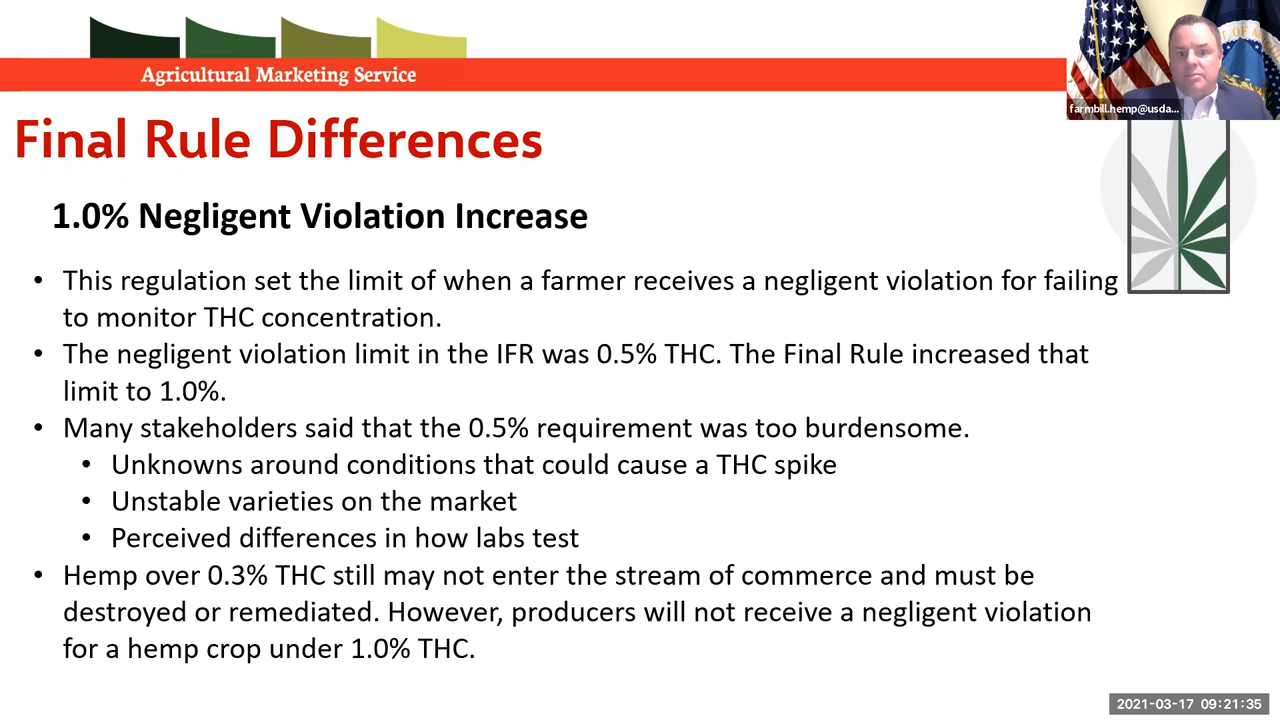 Agricultural Marketing Service
farmbill.hemp@usda...
Final Rule Differences
1.0% Negligent Violation Increase
• This regulation set the limit of when a farmer receives a negligent violation for failing
to monitor THC concentration.
• The negligent violation limit in the IFR was 0.5% THC. The Final Rule increased that
limit to 1.0%.
• Many stakeholders said that the 0.5% requirement was too burdensome.
• Unknowns around conditions that could cause a THC spike
• Unstable varieties on the market
• Perceived differences in how labs test
• Hemp over 0.3% THC still may not enter the stream of commerce and must be
destroyed or remediated. However, producers will not receive a negligent violation
for a hemp crop under 1.0% THC.
2021-03-17 09:21:35